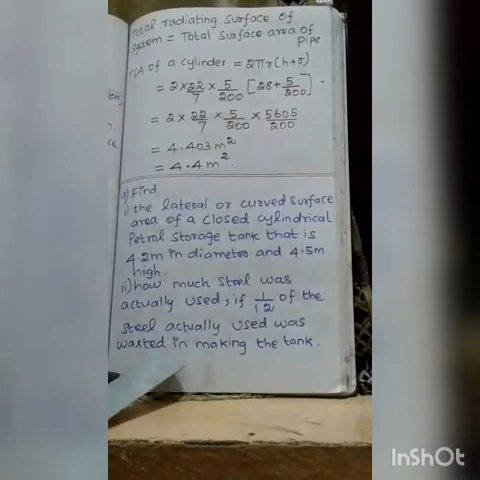 Total radiating Surface of
System = Total Surface area of
Pipe
TSA of a cylinder = 2πr(h+r)
= 2 × 22/7 × 5/200 [28 + 5/200]
= 2 × 22/7 × 5/200 × 5605/200
= 4.403 m²
= 4.4 m².
9) Find
i) the lateral or curved surface
area of a closed cylindrical
Petrol storage tank that is
4.2m in diameter and 4.5m
high.
ii) how much steel was
actually used, if 1/12 of the
steel actually used was
wasted in making the tank.
InShOt